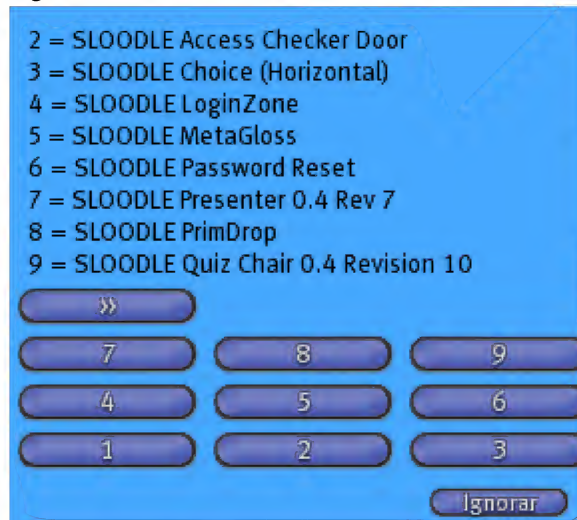 2 = SLOODLE Access Checker Door
3 = SLOODLE Choice (Horizontal)
4 = SLOODLE LoginZone
5 = SLOODLE MetaGloss
6 = SLOODLE Password Reset
7 = SLOODLE Presenter 0.4 Rev 7
8 = SLOODLE PrimDrop
9 = SLOODLE Quiz Chair 0.4 Revision 10
>>
7 8 9
4 5 6
1 2 3
Ignorar